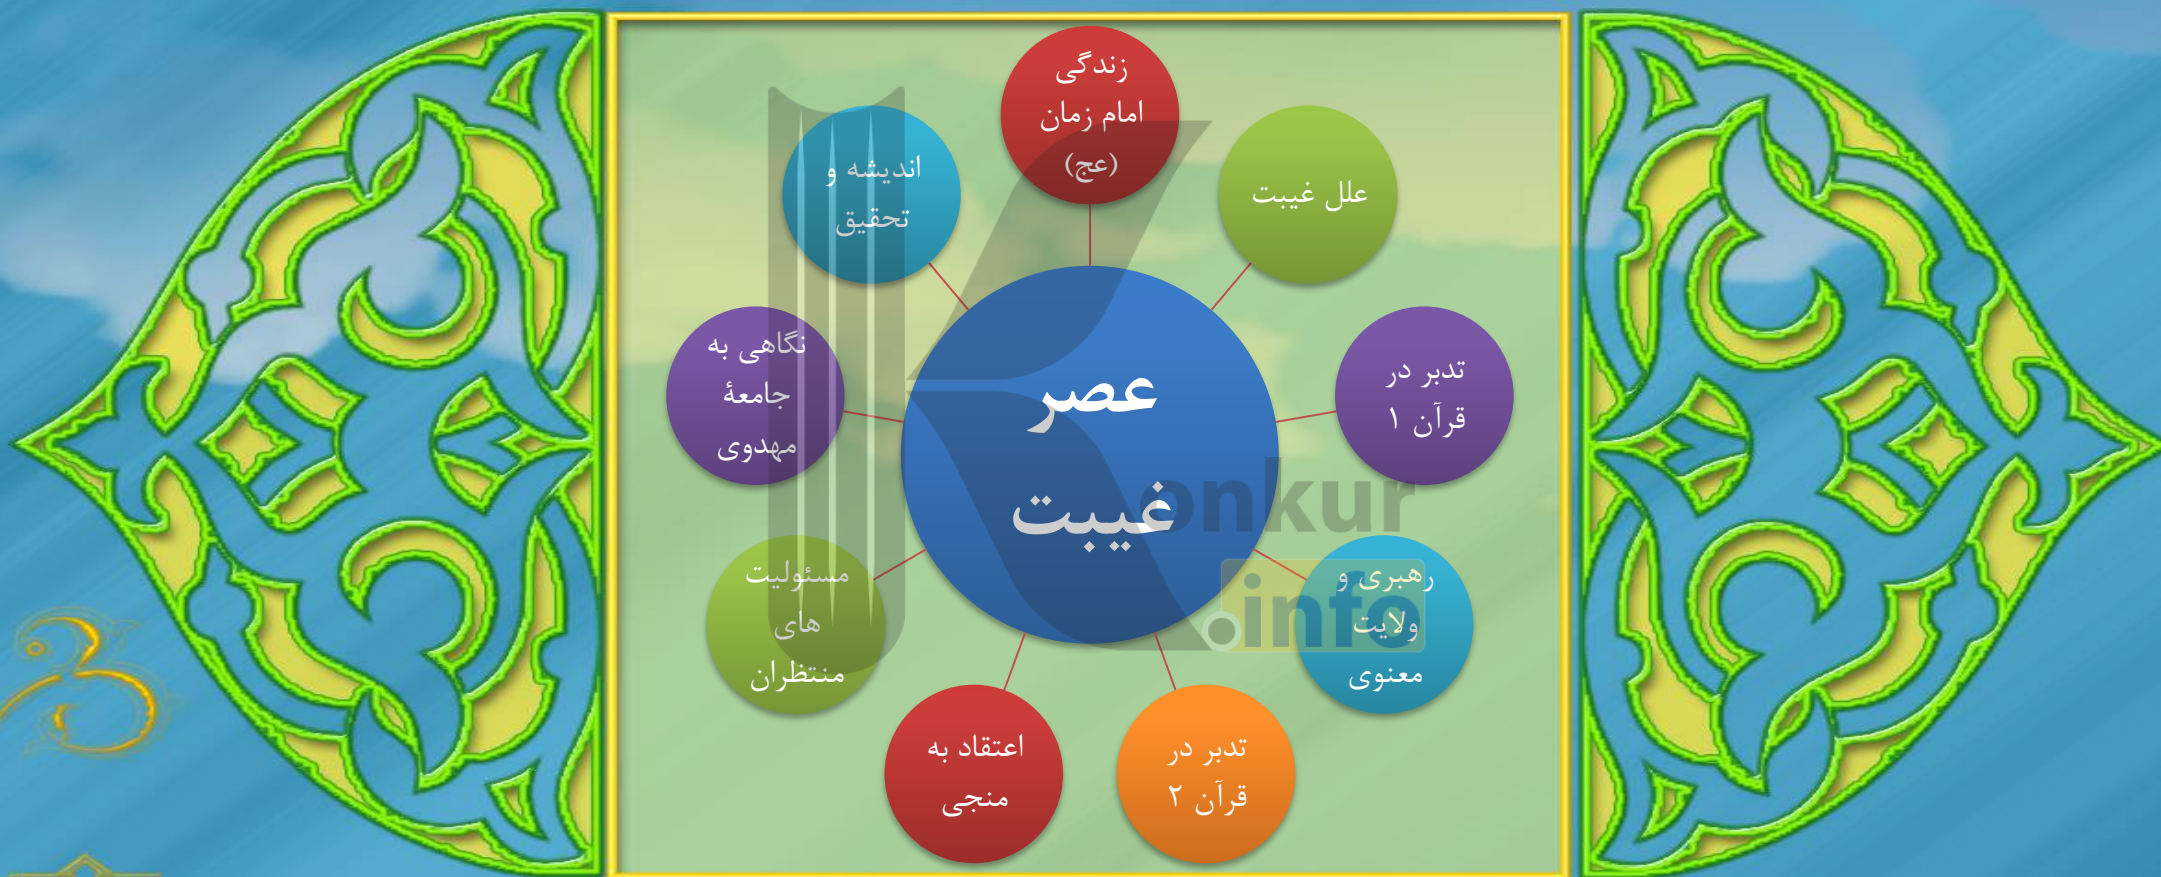 زندگی
امام زمان
(عج)
علل غیبت
تدبر در
قرآن ۱
رهبری و
ولایت
معنوی
تدبر در
قرآن ۲
اعتقاد به
منجی
مسئولیت
های
منتظران
نگاهی به
جامعۀ
مهدوی
اندیشه و
تحقیق
عصر
غیبت
Konkur
.info